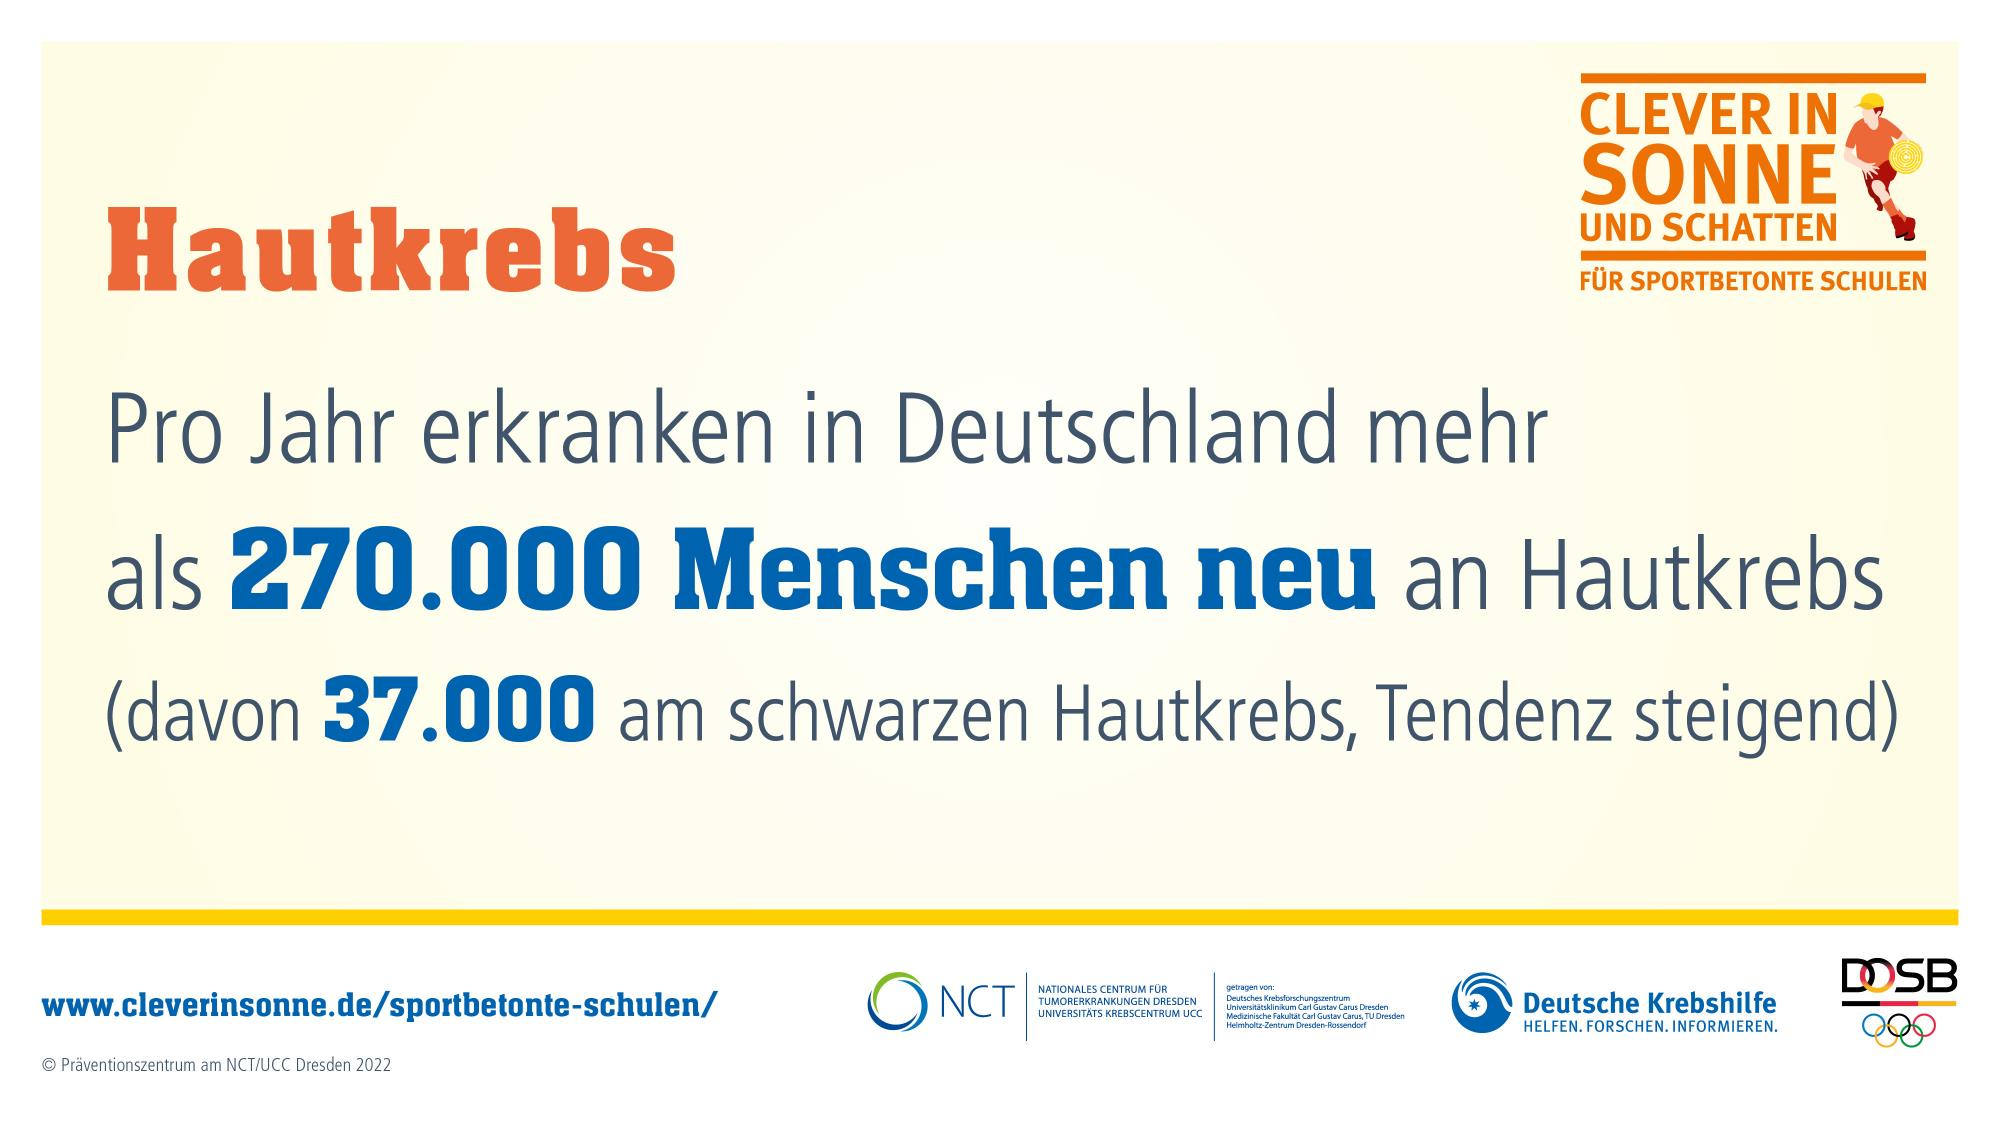 CLEVER IN
SONNE
UND SCHATTEN
FÜR SPORTBETONTE SCHULEN
Hautkrebs
Pro Jahr erkranken in Deutschland mehr
als 270.000 Menschen neu an Hautkrebs
(davon 37.000 am schwarzen Hautkrebs, Tendenz steigend)
www.cleverinsonne.de/sportbetonte-schulen/
© Präventionszentrum am NCT/UCC Dresden 2022
NCT
NATIONALES CENTRUM FÜR
TUMORERKRANKUNGEN DRESDEN
UNIVERSITÄTS KREBSCENTRUM UCC
getragen von:
Deutsches Krebsforschungszentrum
Universitätsklinikum Carl Gustav Carus Dresden
Medizinische Fakultät Carl Gustav Carus, TU Dresden
Helmholtz-Zentrum Dresden-Rossendorf
Deutsche Krebshilfe
HELFEN. FORSCHEN. INFORMIEREN.
DOSB